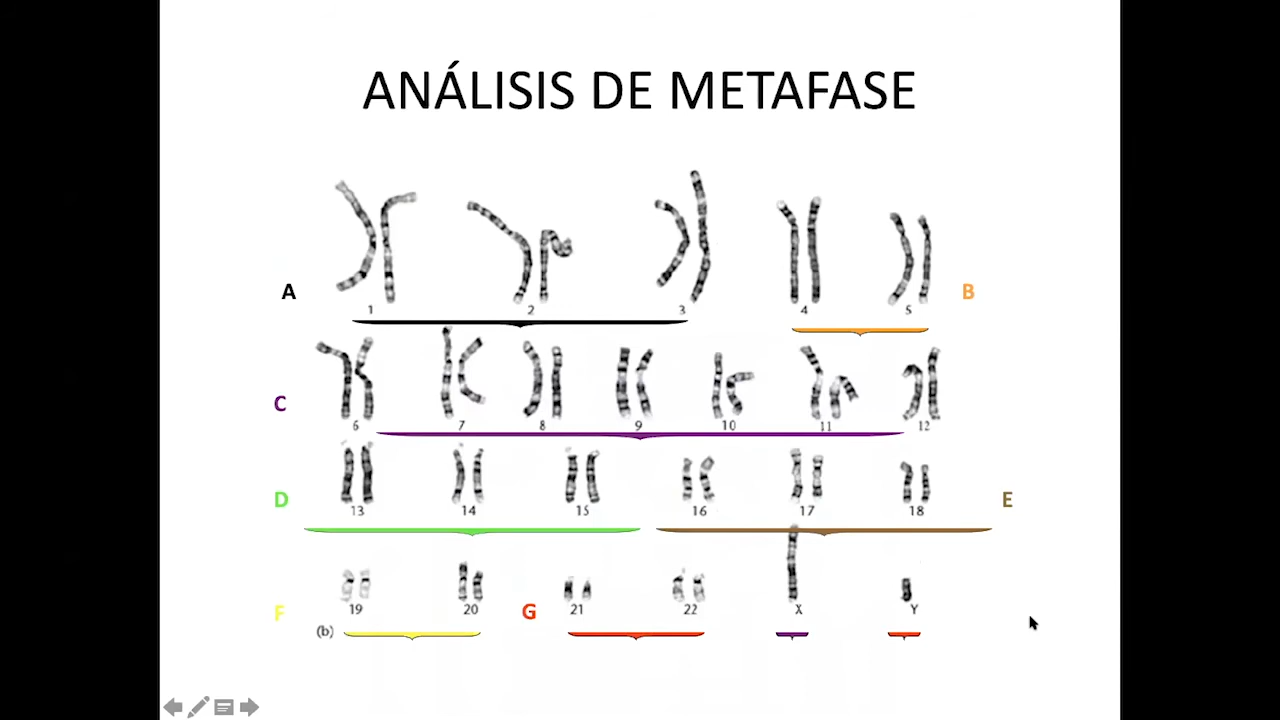 ANÁLISIS DE METAFASE
A 1 2 3 4 5 B
C 6 7 8 9 10 11 12
D 13 14 15 16 17 18 E
F 19 20 G 21 22 X Y
(b)